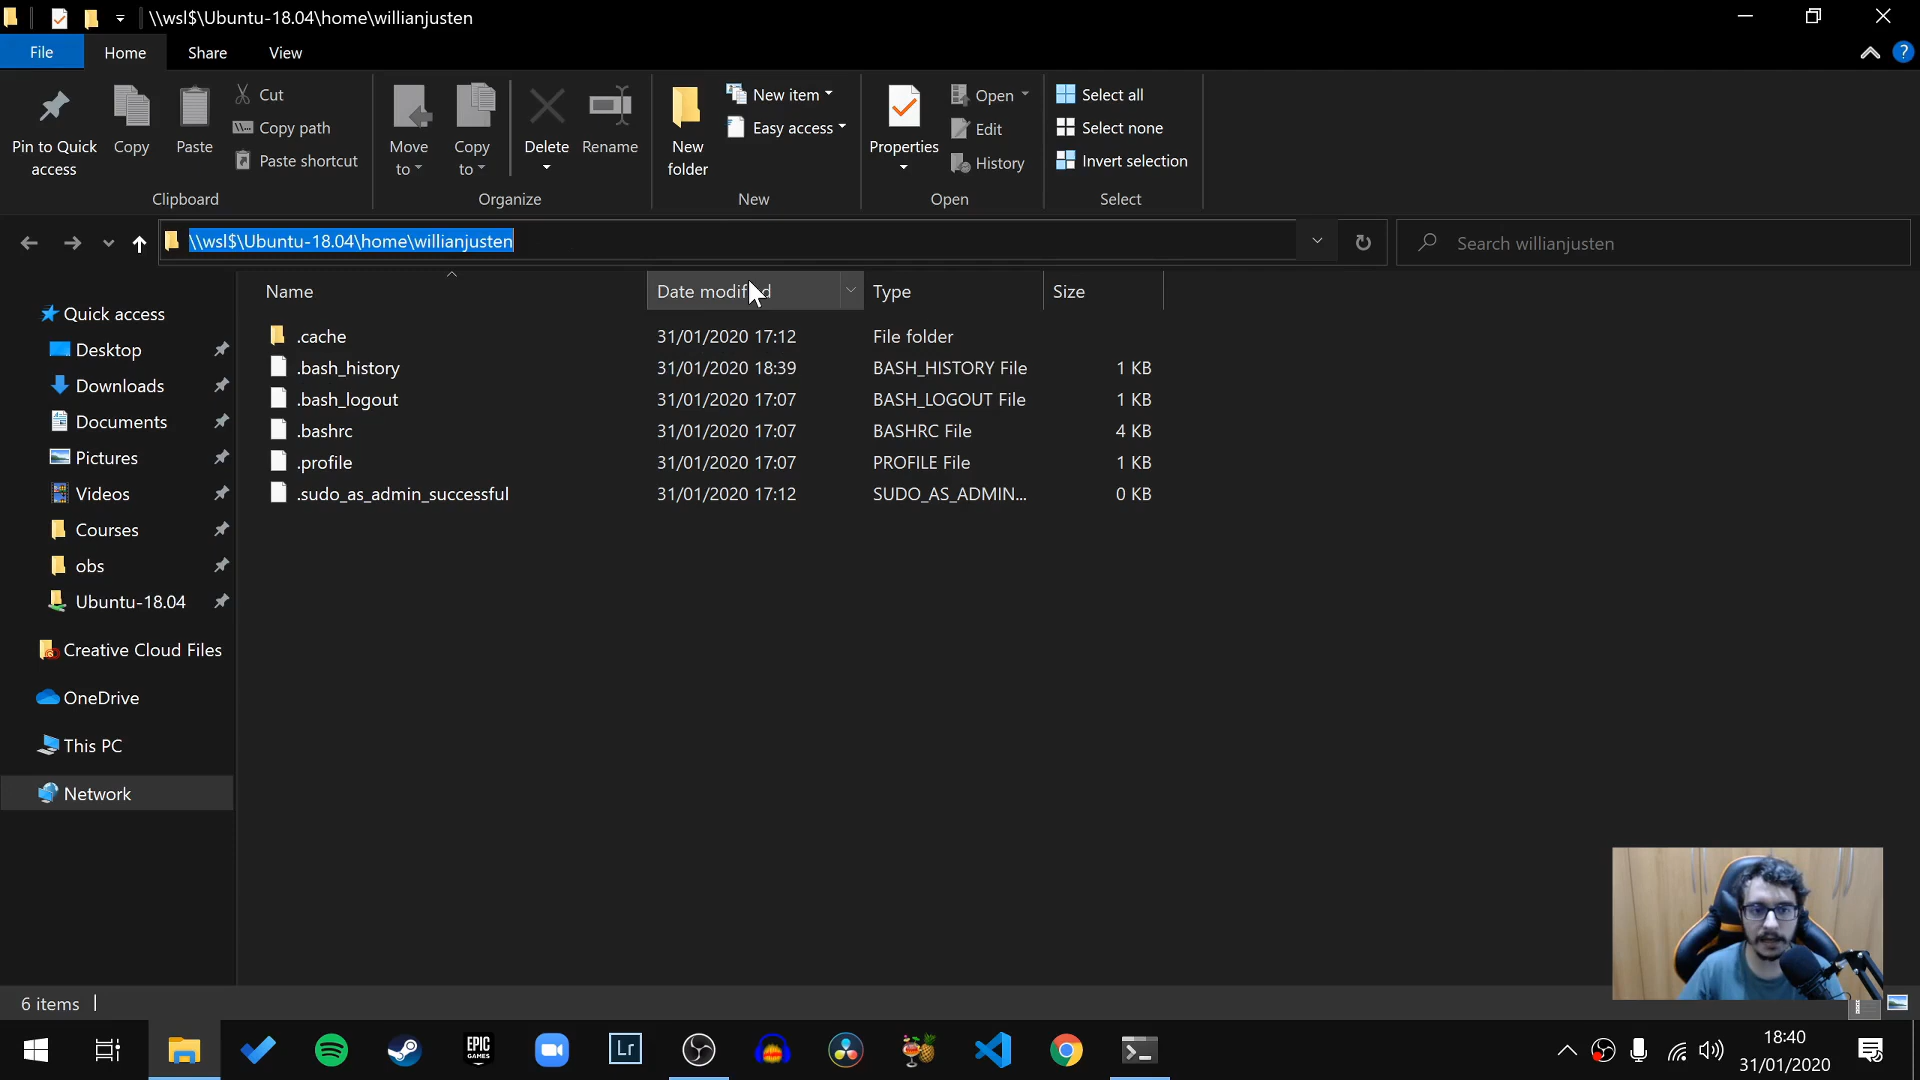 \\wsl$\Ubuntu-18.04\home\willianjusten
File Home Share View
Pin to Quick access
Copy
Paste
Cut
Copy path
Paste shortcut
Clipboard
Move to
Copy to
Delete
Rename
Organize
New folder
New item
Easy access
New
Properties
Open
Edit
History
Open
Select all
Select none
Invert selection
Select
\\wsl$\Ubuntu-18.04\home\willianjusten
Search willianjusten
Quick access
Desktop
Downloads
Documents
Pictures
Videos
Courses
obs
Ubuntu-18.04
Creative Cloud Files
OneDrive
This PC
Network
Name Date modified Type Size
.cache 31/01/2020 17:12 File folder
.bash_history 31/01/2020 18:39 BASH_HISTORY File 1 KB
.bash_logout 31/01/2020 17:07 BASH_LOGOUT File 1 KB
.bashrc 31/01/2020 17:07 BASHRC File 4 KB
.profile 31/01/2020 17:07 PROFILE File 1 KB
.sudo_as_admin_successful 31/01/2020 17:12 SUDO_AS_ADMIN... 0 KB
6 items
EPIC GAMES
Lr
18:40
31/01/2020